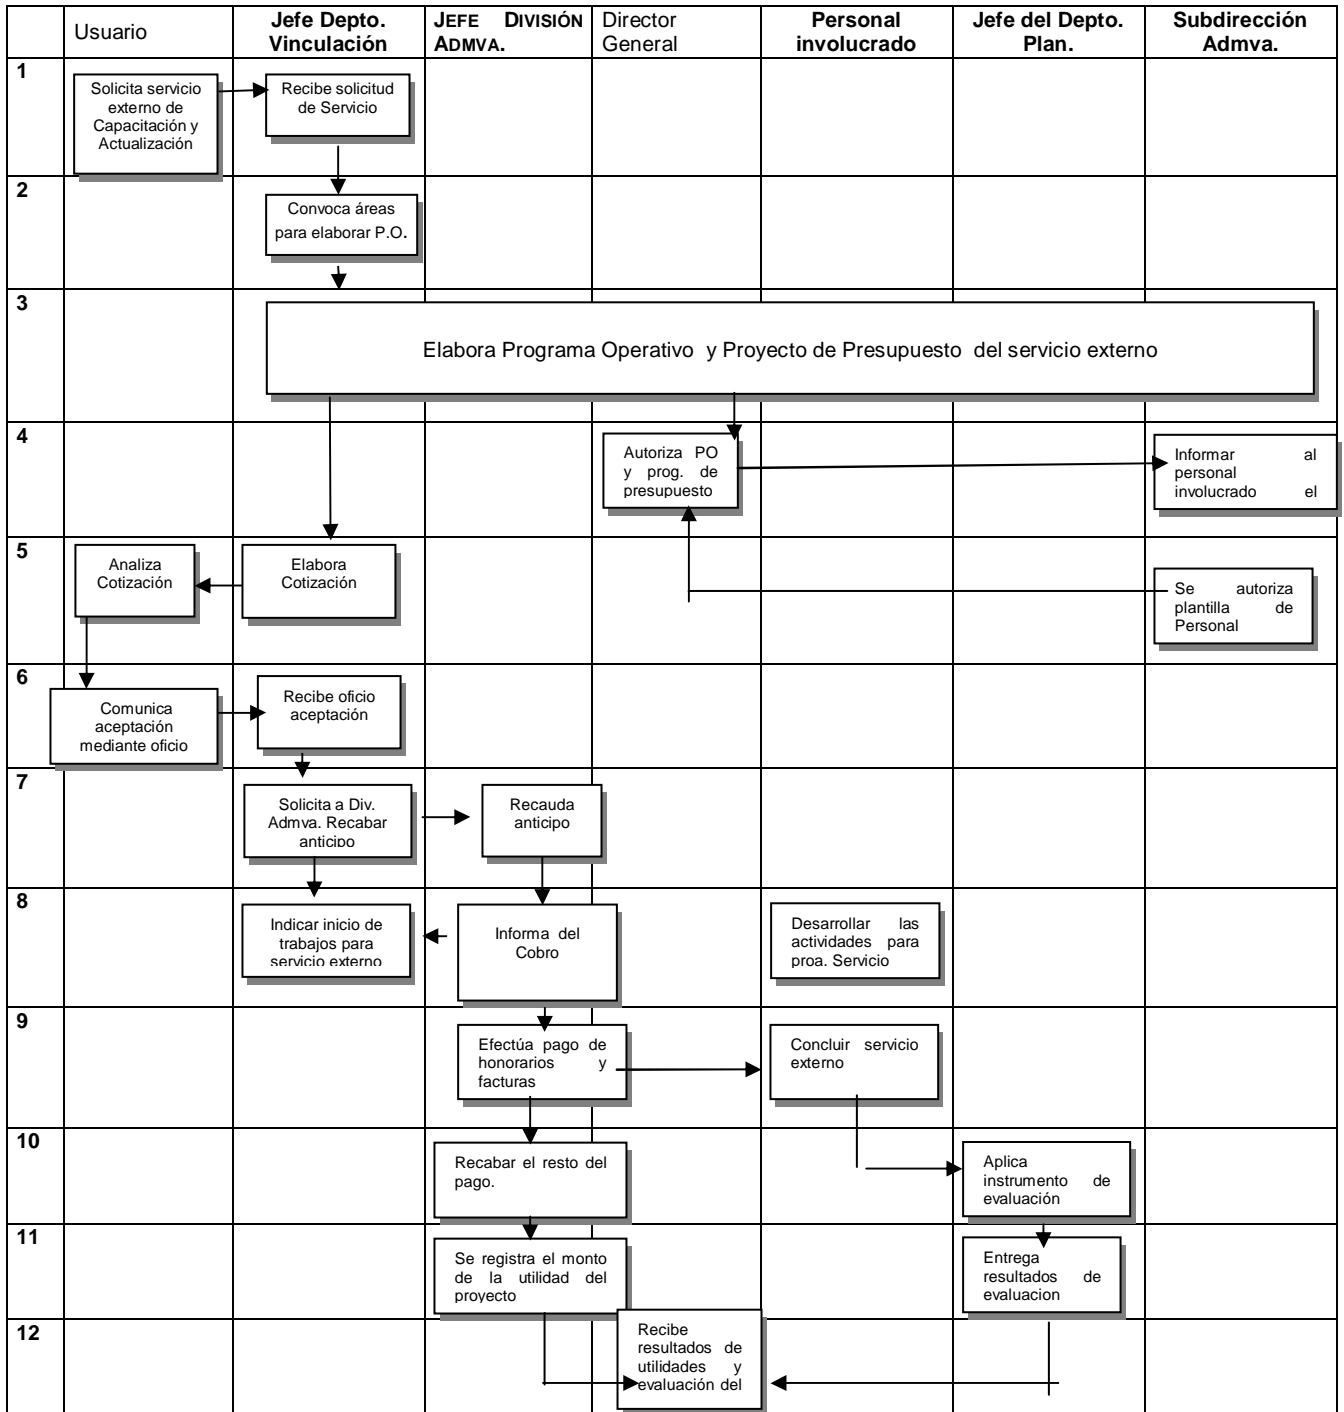 Usuario
Jefe Depto.
Vinculación
JEFE DIVISIÓN
ADMVA.
Director
General
Personal
involucrado
Jefe del Depto.
Plan.
Subdirección
Admva.
1
Solicita servicio
externo de
Capacitación y
Actualización
Recibe solicitud
de Servicio
2
Convoca áreas
para elaborar P.O.
3
Elabora Programa Operativo y Proyecto de Presupuesto del servicio externo
4
Autoriza PO
y prog. de
presupuesto
Informar al
personal
involucrado el
5
Analiza
Cotización
Elabora
Cotización
Se autoriza
plantilla de
Personal
6
Comunica
aceptación
mediante oficio
Recibe oficio
aceptación
7
Solicita a Div.
Admva. Recabar
anticipo
Recauda
anticipo
8
Indicar inicio de
trabajos para
servicio externo
Informa del
Cobro
Desarrollar las
actividades para
proa. Servicio
9
Efectúa pago de
honorarios y
facturas
Concluir servicio
externo
10
Recabar el resto del
pago.
Aplica
instrumento de
evaluación
11
Se registra el monto
de la utilidad del
proyecto
Entrega
resultados de
evaluacion
12
Recibe
resultados de
utilidades y
evaluación del